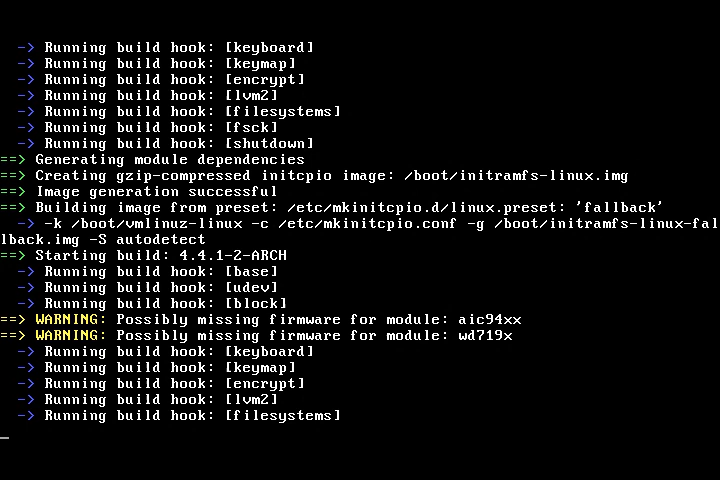 -> Running build hook: [keyboard]
-> Running build hook: [keymap]
-> Running build hook: [encrypt]
-> Running build hook: [lvm2]
-> Running build hook: [filesystems]
-> Running build hook: [fsck]
-> Running build hook: [shutdown]
==> Generating module dependencies
==> Creating gzip-compressed initcpio image: /boot/initramfs-linux.img
==> Image generation successful
==> Building image from preset: /etc/mkinitcpio.d/linux.preset: 'fallback'
-> -k /boot/vmlinuz-linux -c /etc/mkinitcpio.conf -g /boot/initramfs-linux-fal
lback.img -S autodetect
==> Starting build: 4.4.1-2-ARCH
-> Running build hook: [base]
-> Running build hook: [udev]
-> Running build hook: [block]
==> WARNING: Possibly missing firmware for module: aic94xx
==> WARNING: Possibly missing firmware for module: wd719x
-> Running build hook: [keyboard]
-> Running build hook: [keymap]
-> Running build hook: [encrypt]
-> Running build hook: [lvm2]
-> Running build hook: [filesystems]
_